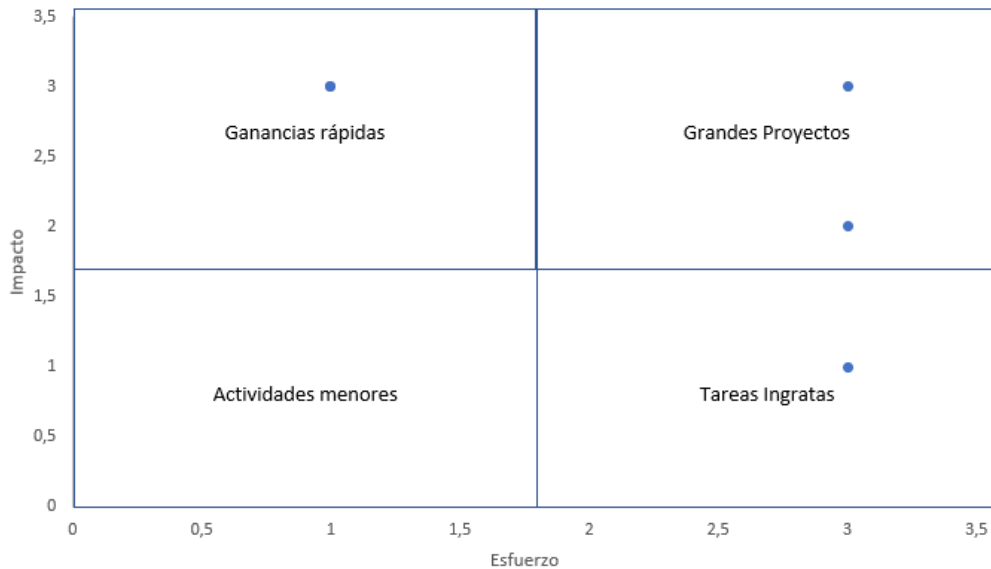 3,5
3
Ganancias rápidas
Grandes Proyectos
2,5
2
Impacto
1,5
1
Actividades menores
Tareas Ingratas
0,5
0
0
0,5
1
1,5
2
2,5
3
3,5
Esfuerzo